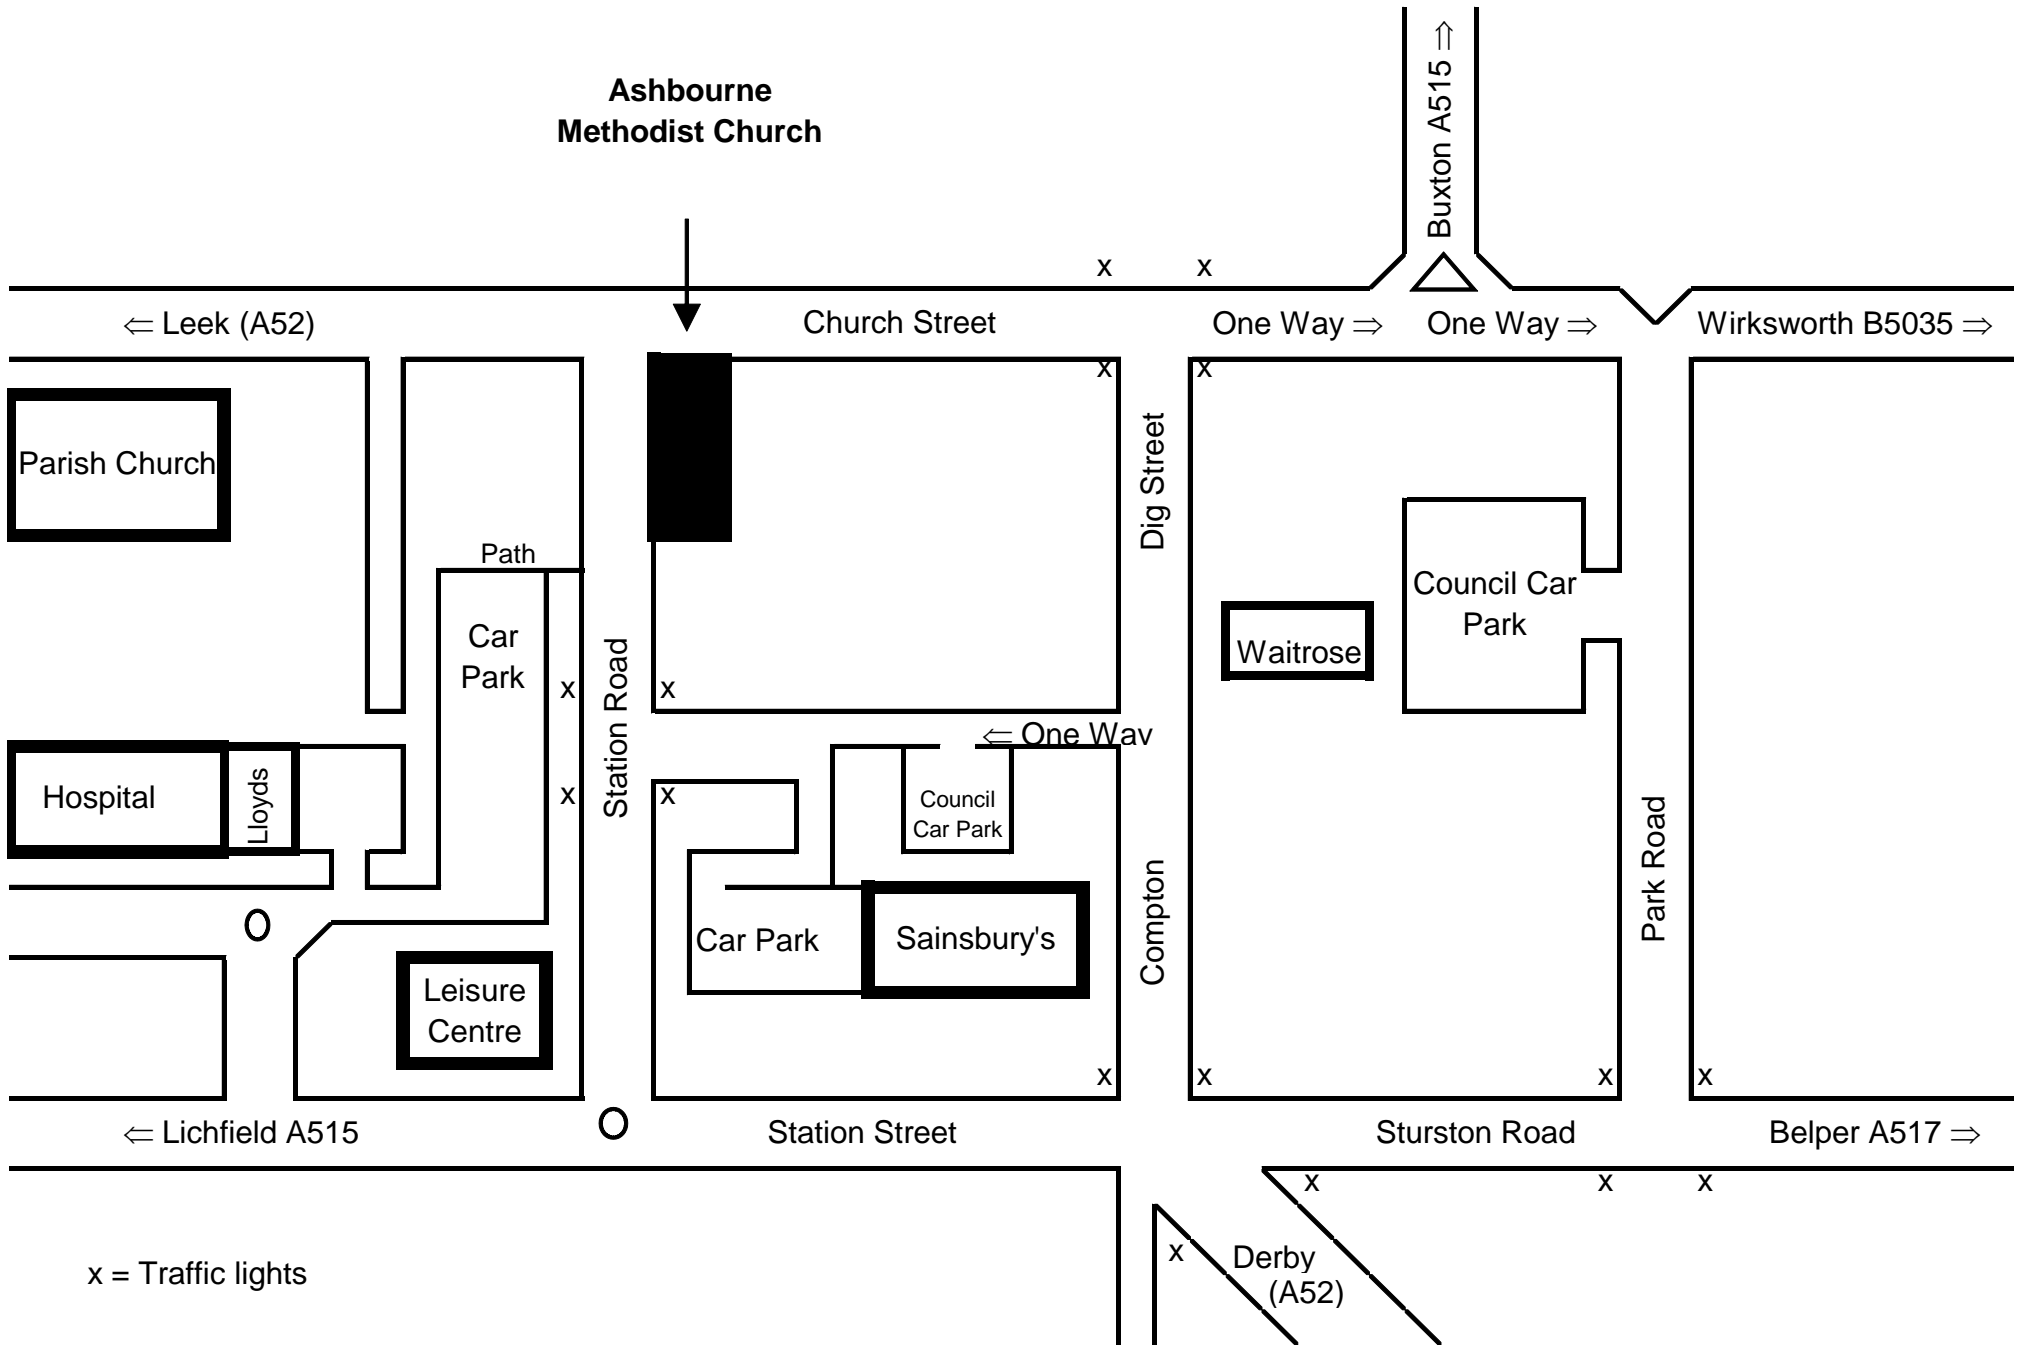 Buxton A515 ⇒
Ashbourne
Methodist Church
x
x
⇐ Leek (A52)
Church Street
One Way ⇒
One Way ⇒
Wirksworth B5035 ⇒
x
x
Parish Church
Dig Street
Path
Car
Park
Council Car
Park
Waitrose
x
x
Station Road
⇐ One Way
Hospital
Lloyds
x
x
Council
Car Park
Compton
Park Road
Car Park
Sainsbury's
Leisure
Centre
x
x
x
x
⇐ Lichfield A515
Station Street
Sturston Road
Belper A517 ⇒
x
x
x
x
Derby
(A52)
x = Traffic lights